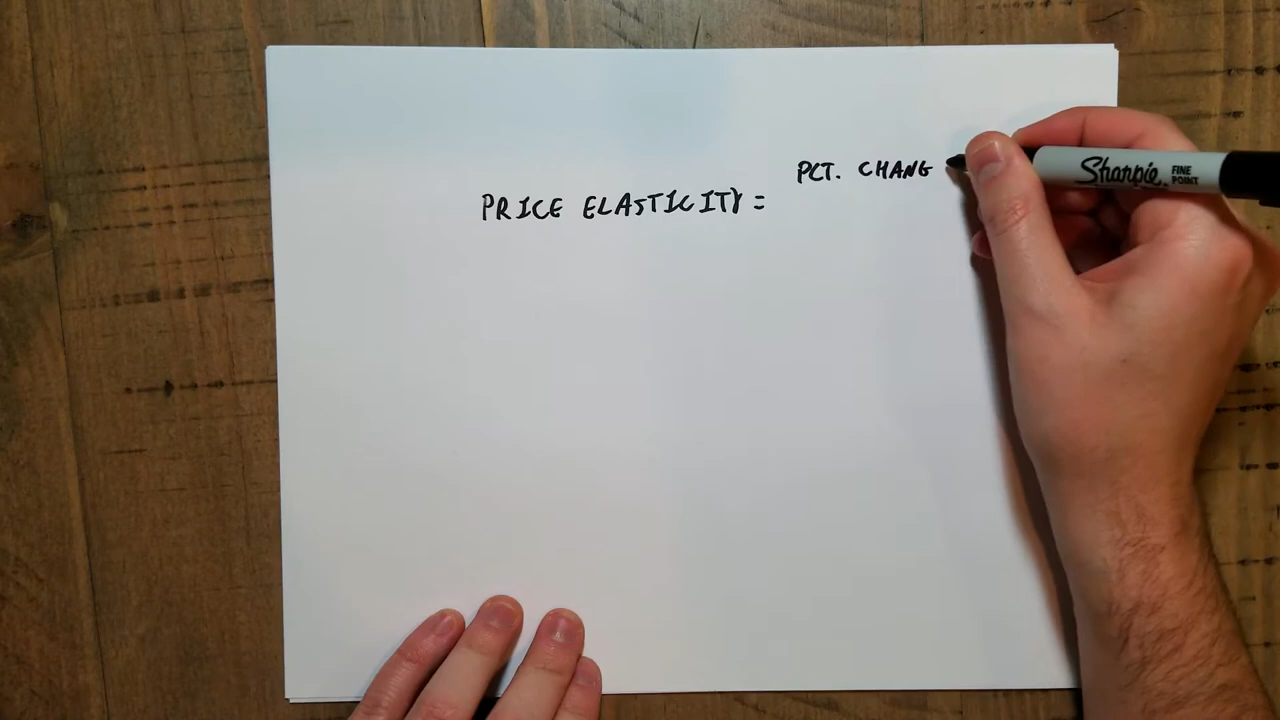 PCT. CHANG
PRICE ELASTICITY =
Sharpie FINE POINT